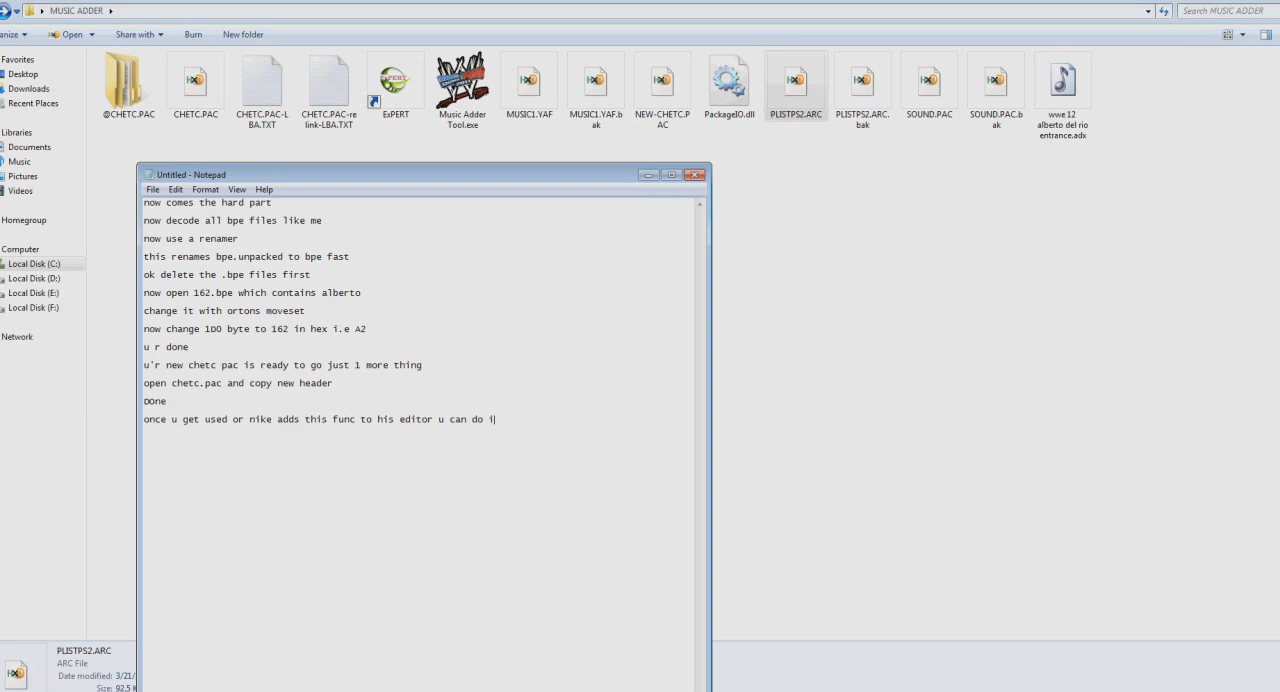 MUSIC ADDER
Search MUSIC ADDER
anize
Open
Share with
Burn
New folder
Favorites
Desktop
Downloads
Recent Places
Libraries
Documents
Music
Pictures
Videos
Homegroup
Computer
Local Disk (C:)
Local Disk (D:)
Local Disk (E:)
Local Disk (F:)
Network
@CHETC.PAC
CHETC.PAC
CHETC.PAC-L
BA.TXT
CHETC.PAC-re
link-LBA.TXT
ExPERT
Music Adder
Tool.exe
MUSIC1.YAF
MUSIC1.YAF.b
ak
NEW-CHETC.P
AC
PackageIO.dll
PLISTPS2.ARC
PLISTPS2.ARC.
bak
SOUND.PAC
SOUND.PAC.b
ak
wwe 12
alberto del rio
entrance.adx
Untitled - Notepad
File Edit Format View Help
now comes the hard part
now decode all bpe files like me
now use a renamer
this renames bpe.unpacked to bpe fast
ok delete the .bpe files first
now open 162.bpe which contains alberto
change it with ortons moveset
now change 1D0 byte to 162 in hex i.e A2
u r done
u'r new chetc pac is ready to go just 1 more thing
open chetc.pac and copy new header
DOne
once u get used or nike adds this func to his editor u can do i
PLISTPS2.ARC
ARC File
Date modified: 3/21/
Size: 92.5 K